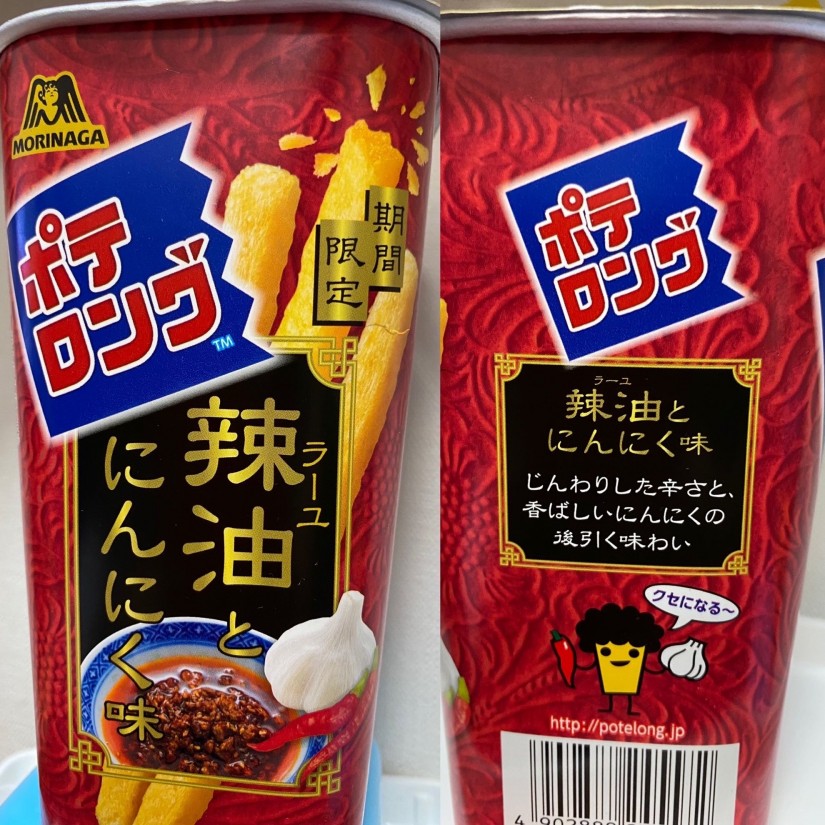 MORINAGA
ポテ
ロング
TM
期間
限定
ラーユ
辣油と
にんにく味
ポテ
ロング
ラーユ
辣油と
にんにく味
じんわりした辛さと、
香ばしいにんにくの
後引く味わい
クセになる～
http://potelong.jp